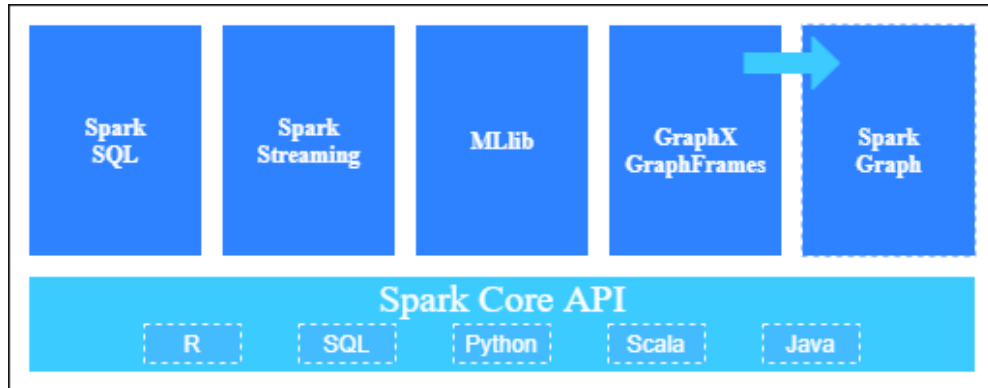 Spark
SQL
Spark
Streaming
MLlib
GraphX
GraphFrames
Spark
Graph
Spark Core API
R
SQL
Python
Scala
Java